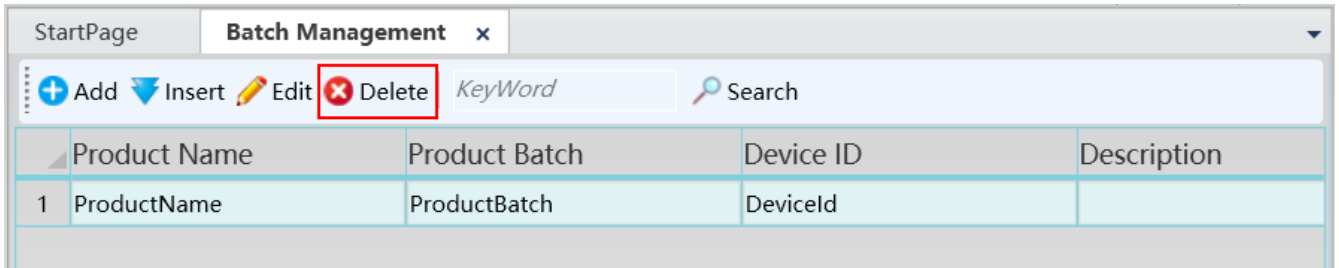 StartPage Batch Management x
Add Insert Edit Delete KeyWord Search
Product Name Product Batch Device ID Description
1 ProductName ProductBatch DeviceId